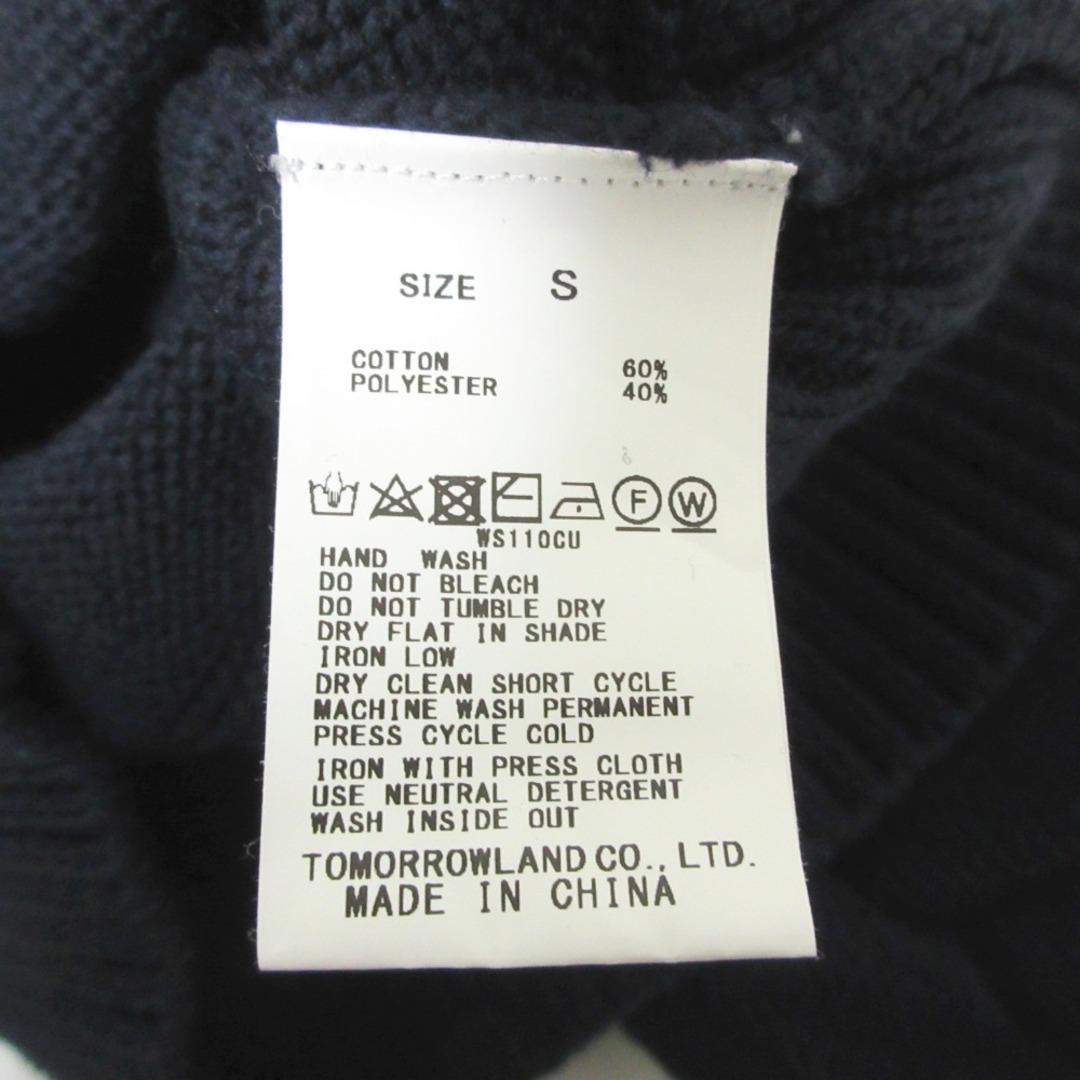 SIZE S
COTTON 60%
POLYESTER 40%
F W
WS110CU
HAND WASH
DO NOT BLEACH
DO NOT TUMBLE DRY
DRY FLAT IN SHADE
IRON LOW
DRY CLEAN SHORT CYCLE
MACHINE WASH PERMANENT
PRESS CYCLE COLD
IRON WITH PRESS CLOTH
USE NEUTRAL DETERGENT
WASH INSIDE OUT
TOMORROWLAND CO., LTD.
MADE IN CHINA